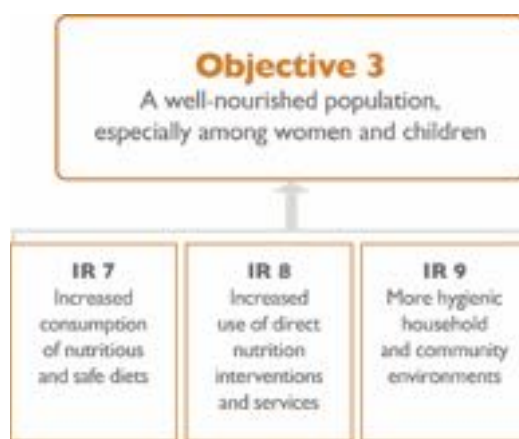 Objective 3
A well-nourished population,
especially among women and children
IR 7
Increased
consumption
of nutritious
and safe diets
IR 8
Increased
use of direct
nutrition
interventions
and services
IR 9
More hygienic
household
and community
environments